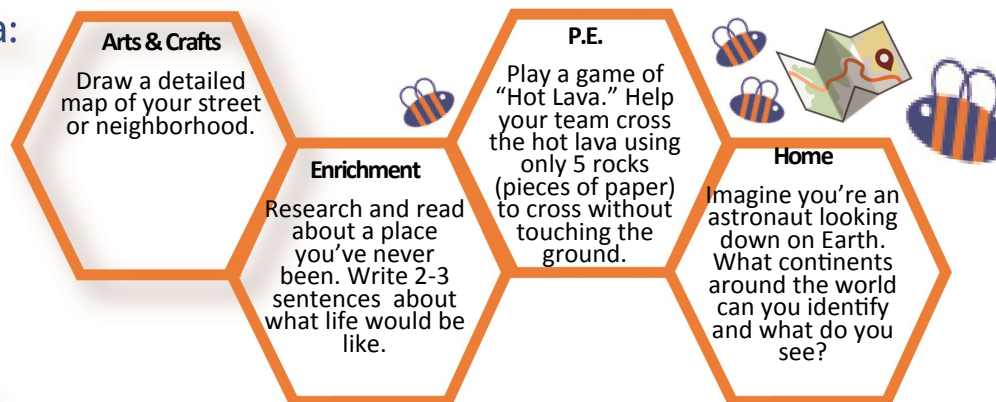 a:
Arts & Crafts
Draw a detailed
map of your street
or neighborhood.
Enrichment
Research and read
about a place
you've never
been. Write 2-3
sentences about
what life would be
like.
P.E.
Play a game of
“Hot Lava.” Help
your team cross
the hot lava using
only 5 rocks
(pieces of paper)
to cross without
touching the
ground.
Home
Imagine you're an
astronaut looking
down on Earth.
What continents
around the world
can you identify
and what do you
see?